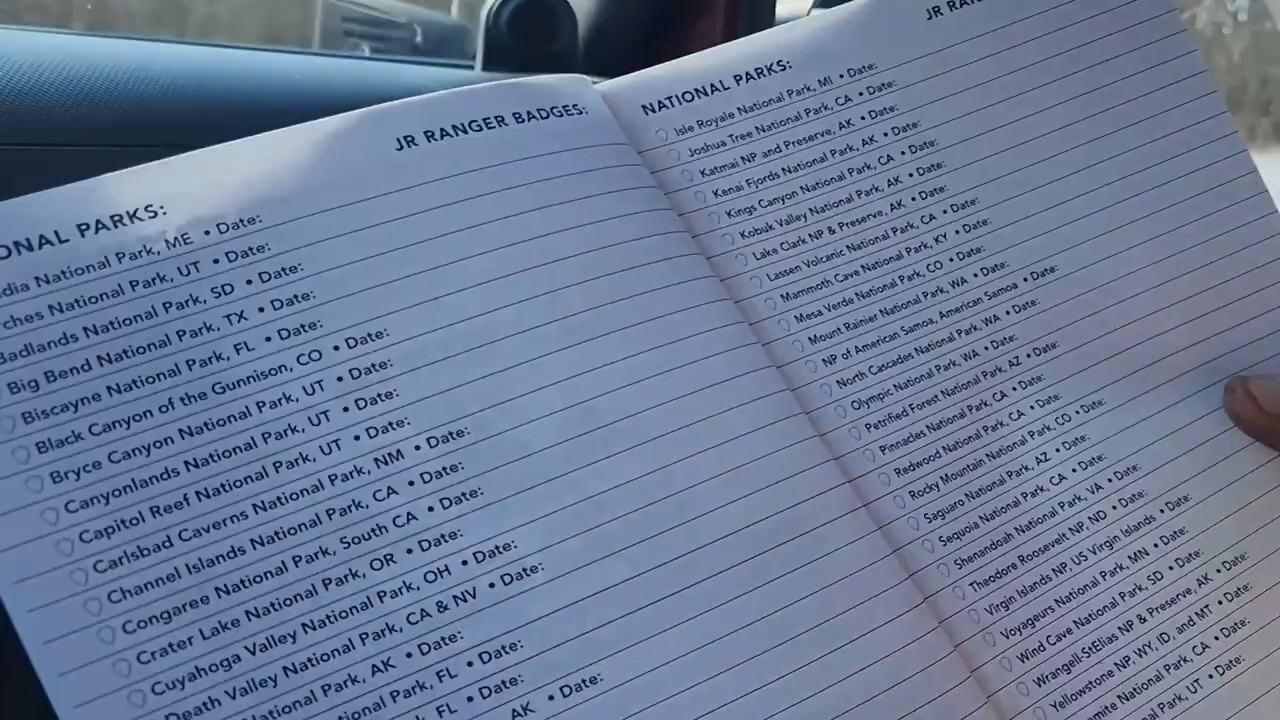 JR RANGER BADGES:
PARKS:
National Park, ME • Date:
National Park, UT • Date:
Badlands National Park, SD • Date:
Big Bend National Park, TX • Date:
Biscayne National Park, FL • Date:
Black Canyon of the Gunnison, CO • Date:
Bryce Canyon National Park, UT • Date:
Canyonlands National Park, UT • Date:
Capitol Reef National Park, UT • Date:
Carlsbad Caverns National Park, NM • Date:
Channel Islands National Park, CA • Date:
Congaree National Park, South CA • Date:
Crater Lake National Park, OR • Date:
Cuyahoga Valley National Park, OH • Date:
Death Valley National Park, CA & NV • Date:
National Park, AK • Date:
Park, FL • Date:
FL • Date:
AK • Date:
JR
NATIONAL PARKS:
Isle Royale National Park, MI • Date:
Joshua Tree National Park, CA • Date:
Katmai NP and Preserve, AK • Date:
Kenai Fjords National Park, AK • Date:
Kings Canyon National Park, CA • Date:
Kobuk Valley National Park, AK • Date:
Lake Clark NP & Preserve, AK • Date:
Lassen Volcanic National Park, CA • Date:
Mammoth Cave National Park, KY • Date:
Mesa Verde National Park, CO • Date:
Mount Rainier National Park, WA • Date:
NP of American Samoa, American Samoa • Date:
North Cascades National Park, WA • Date:
Olympic National Park, WA • Date:
Petrified Forest National Park, AZ • Date:
Pinnacles National Park, CA • Date:
Redwood National Park, CA • Date:
Rocky Mountain National Park, CO • Date:
Saguaro National Park, AZ • Date:
Sequoia National Park, CA • Date:
Shenandoah National Park, VA • Date:
Theodore Roosevelt NP, ND • Date:
Virgin Islands NP, US Virgin Islands • Date:
Voyageurs National Park, MN • Date:
Wind Cave National Park, SD • Date:
Wrangell-StElias NP & Preserve, AK • Date:
Yellowstone NP, WY, ID, and MT • Date:
National Park, CA • Date:
Park, UT • Date: